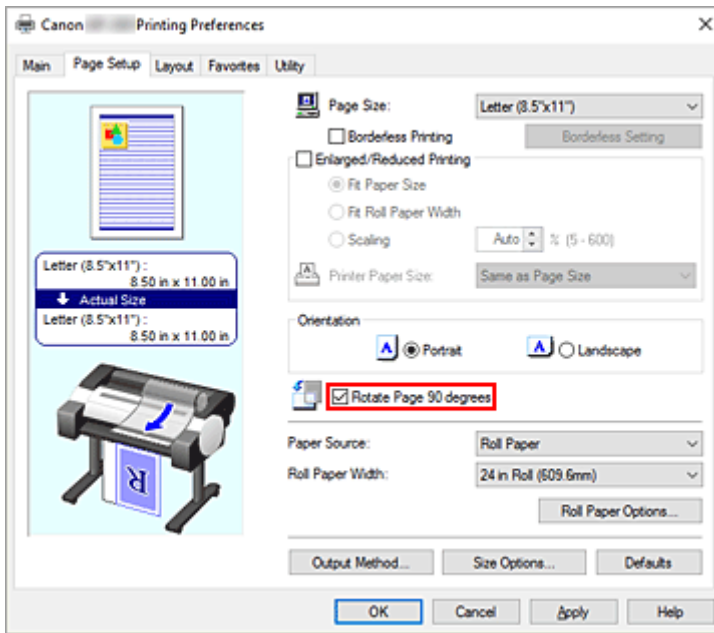 Canon Printing Preferences
Main Page Setup Layout Favorites Utility
Page Size: Letter (8.5"x11")
Borderless Printing Borderless Setting
Enlarged/Reduced Printing
Fit Paper Size
Fit Roll Paper Width
Scaling Auto % (5 - 600)
Printer Paper Size: Same as Page Size
Letter (8.5"x11") :
8.50 in x 11.00 in
Actual Size
Letter (8.5"x11") :
8.50 in x 11.00 in
Orientation
A Portrait A Landscape
Rotate Page 90 degrees
R
Paper Source: Roll Paper
Roll Paper Width: 24 in Roll (609.6mm)
Roll Paper Options...
Output Method... Size Options... Defaults
OK Cancel Apply Help